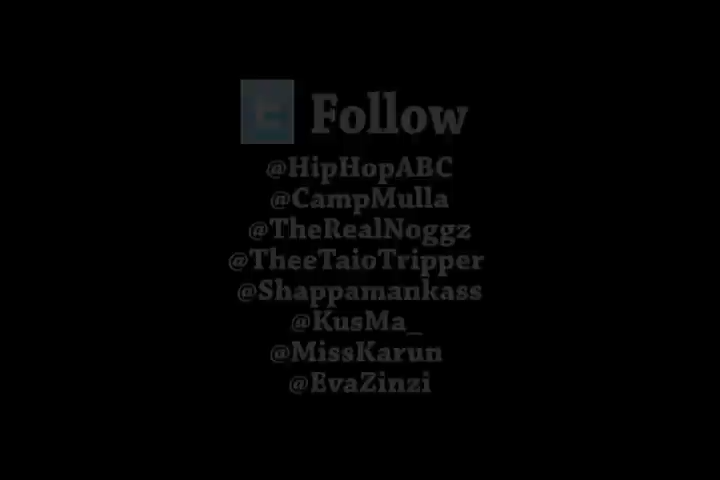 Follow
@HipHopABC
@CampMulla
@TheRealNoggz
@TheeTaioTripper
@Shappamankass
@KusMa_
@MissKarun
@EvaZinzi